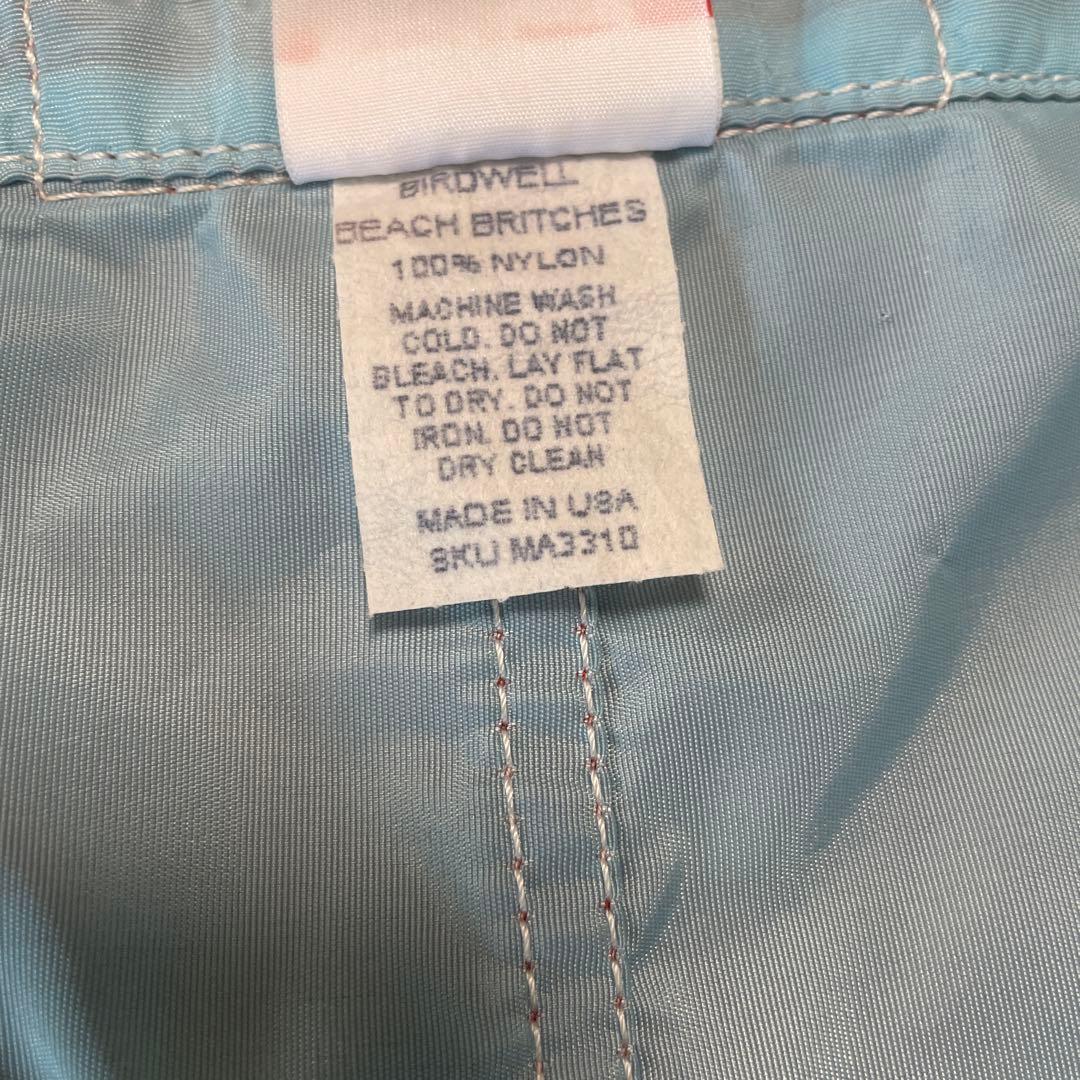 BIRDWELL
BEACH BRITCHES
100% NYLON
MACHINE WASH
COLD. DO NOT
BLEACH. LAY FLAT
TO DRY. DO NOT
IRON. DO NOT
DRY CLEAN
MADE IN USA
SKU MA3310